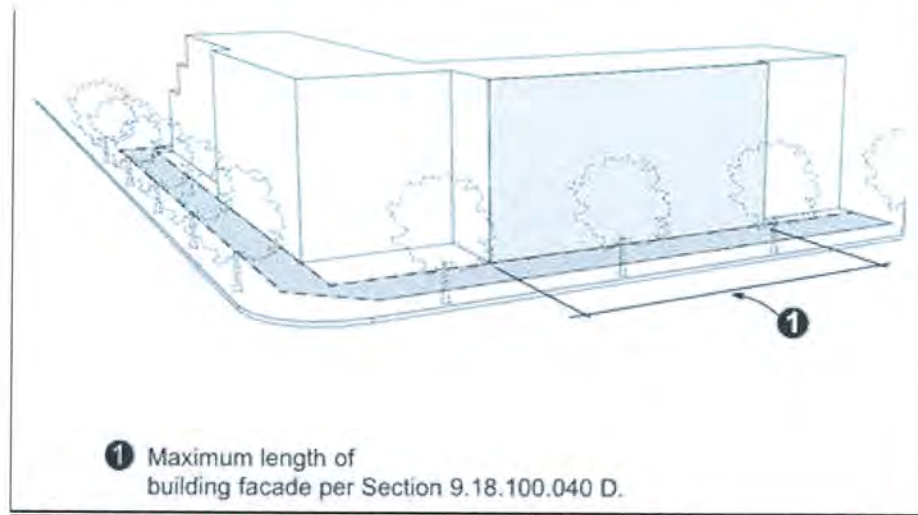 1
1 Maximum length of
building facade per Section 9.18.100.040 D.